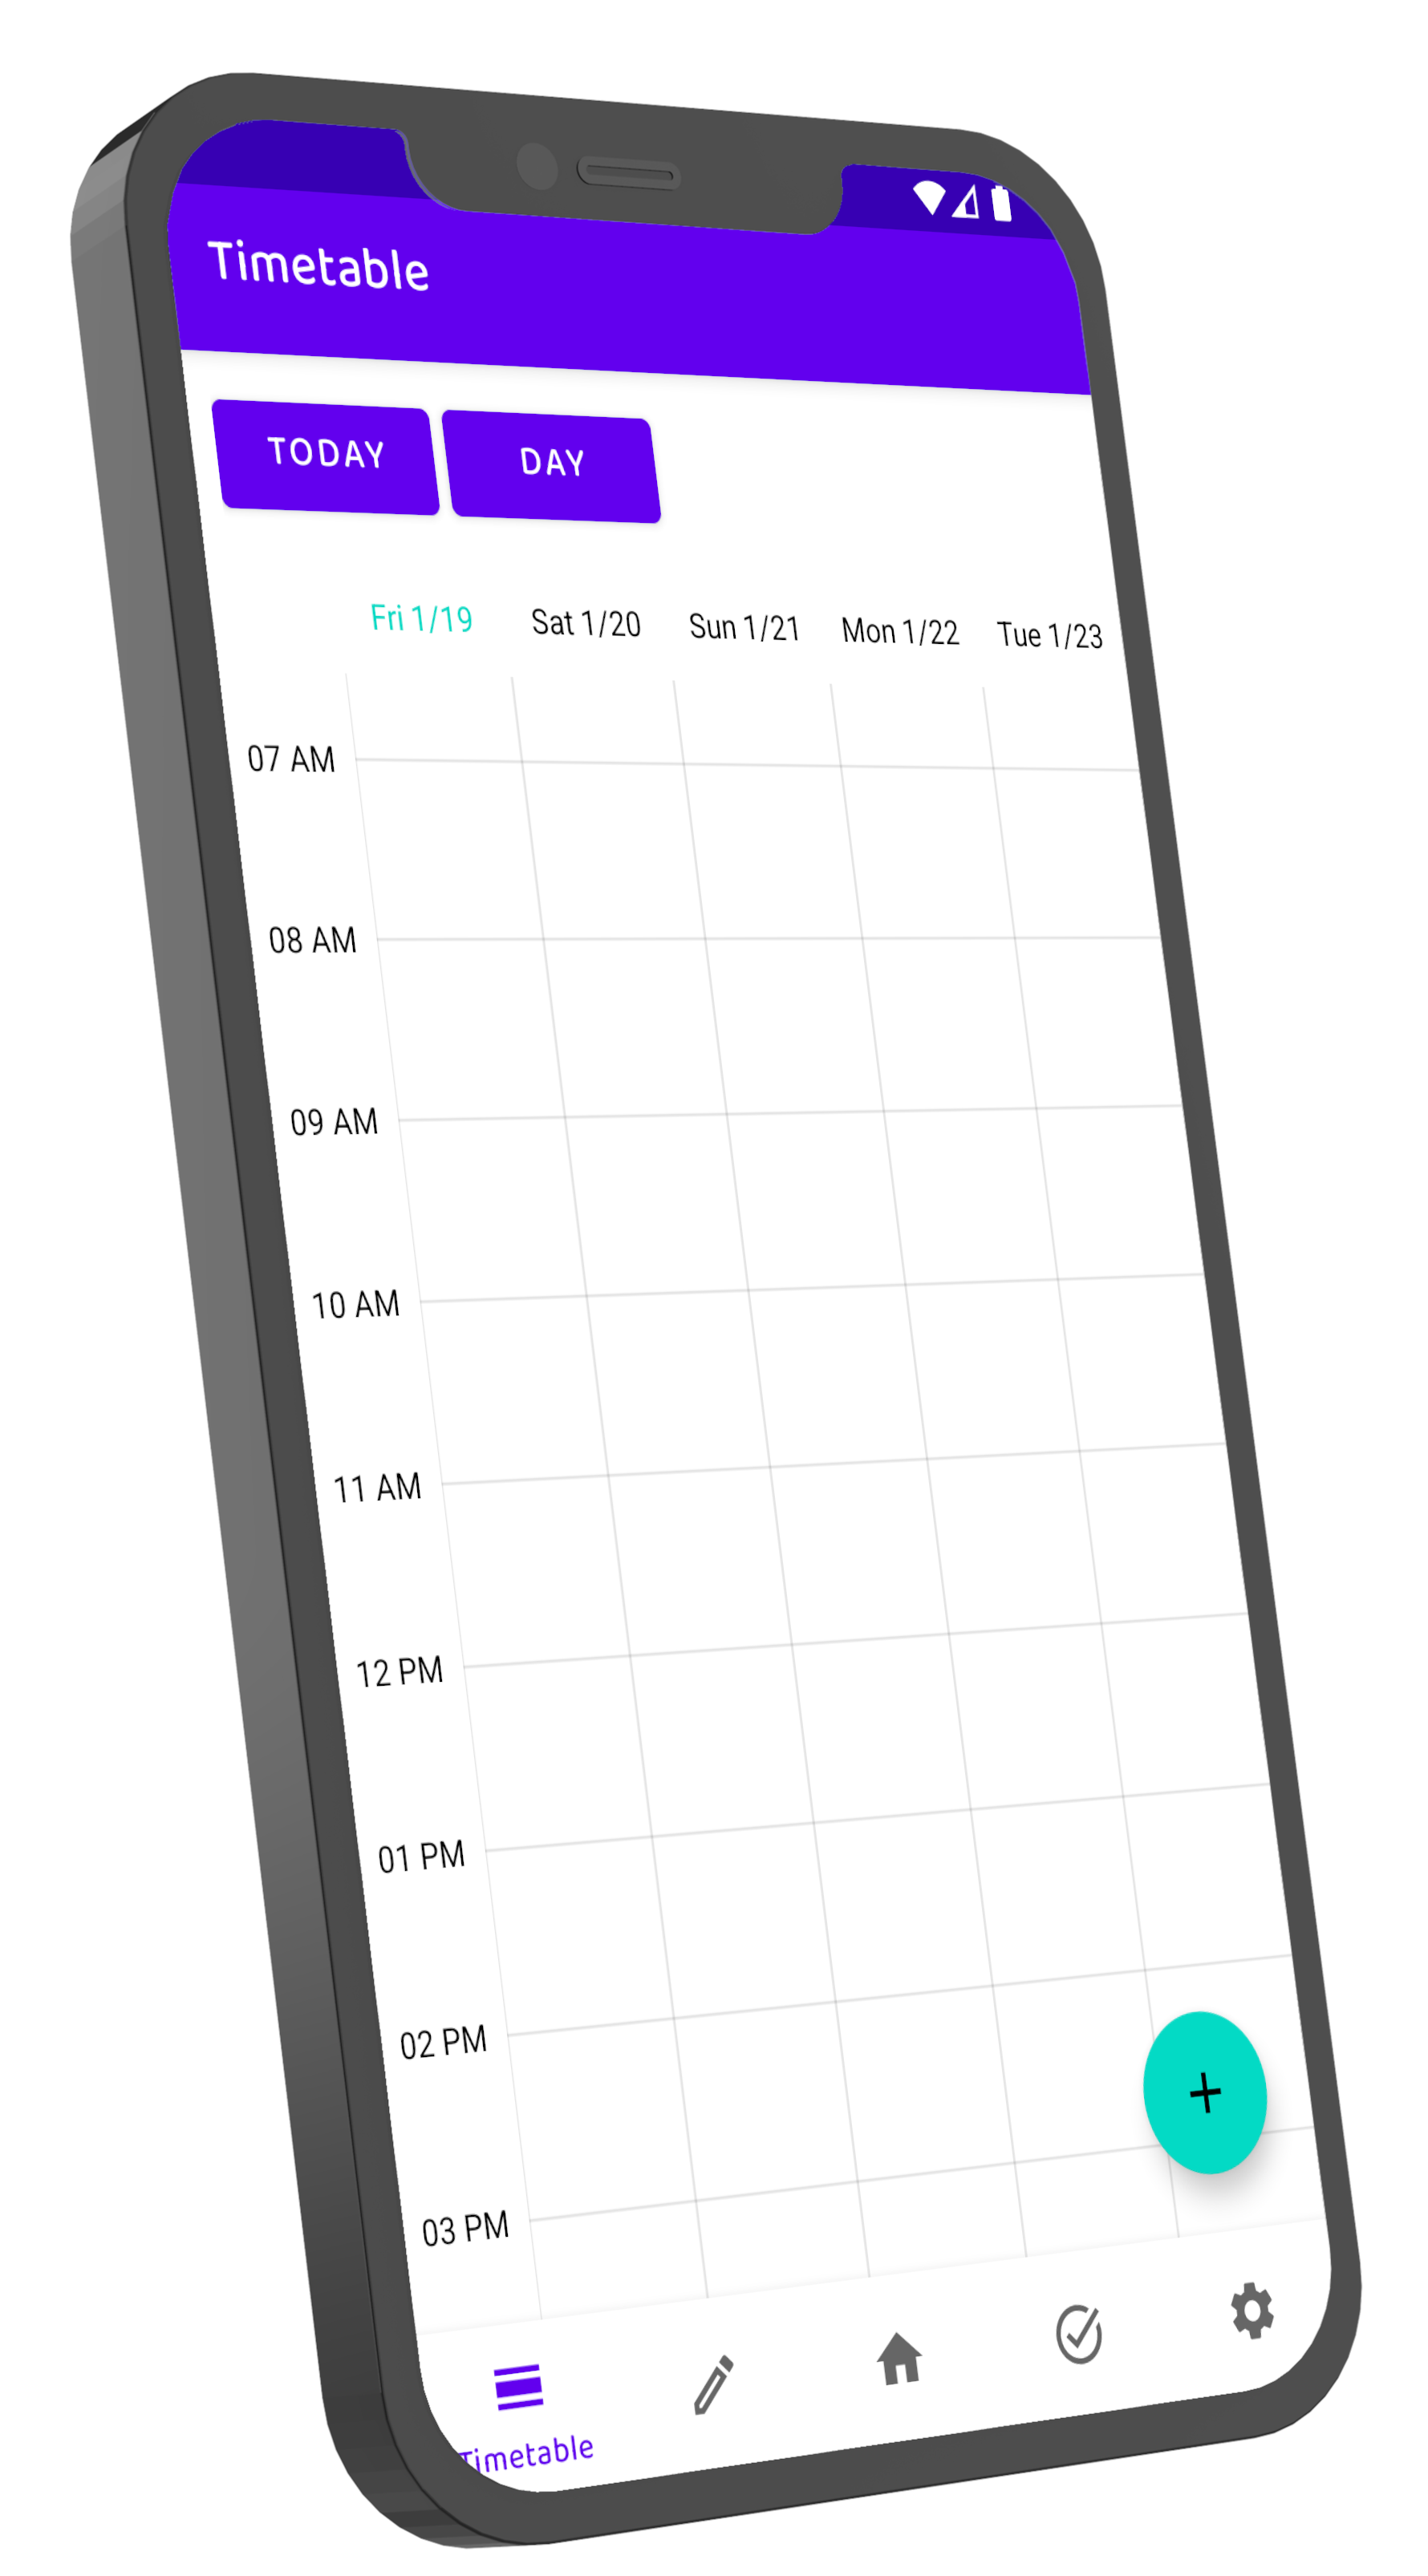 Timetable
TODAY DAY
Fri 1/19 Sat 1/20 Sun 1/21 Mon 1/22 Tue 1/23
07 AM
08 AM
09 AM
10 AM
11 AM
12 PM
01 PM
02 PM
03 PM
+
Timetable